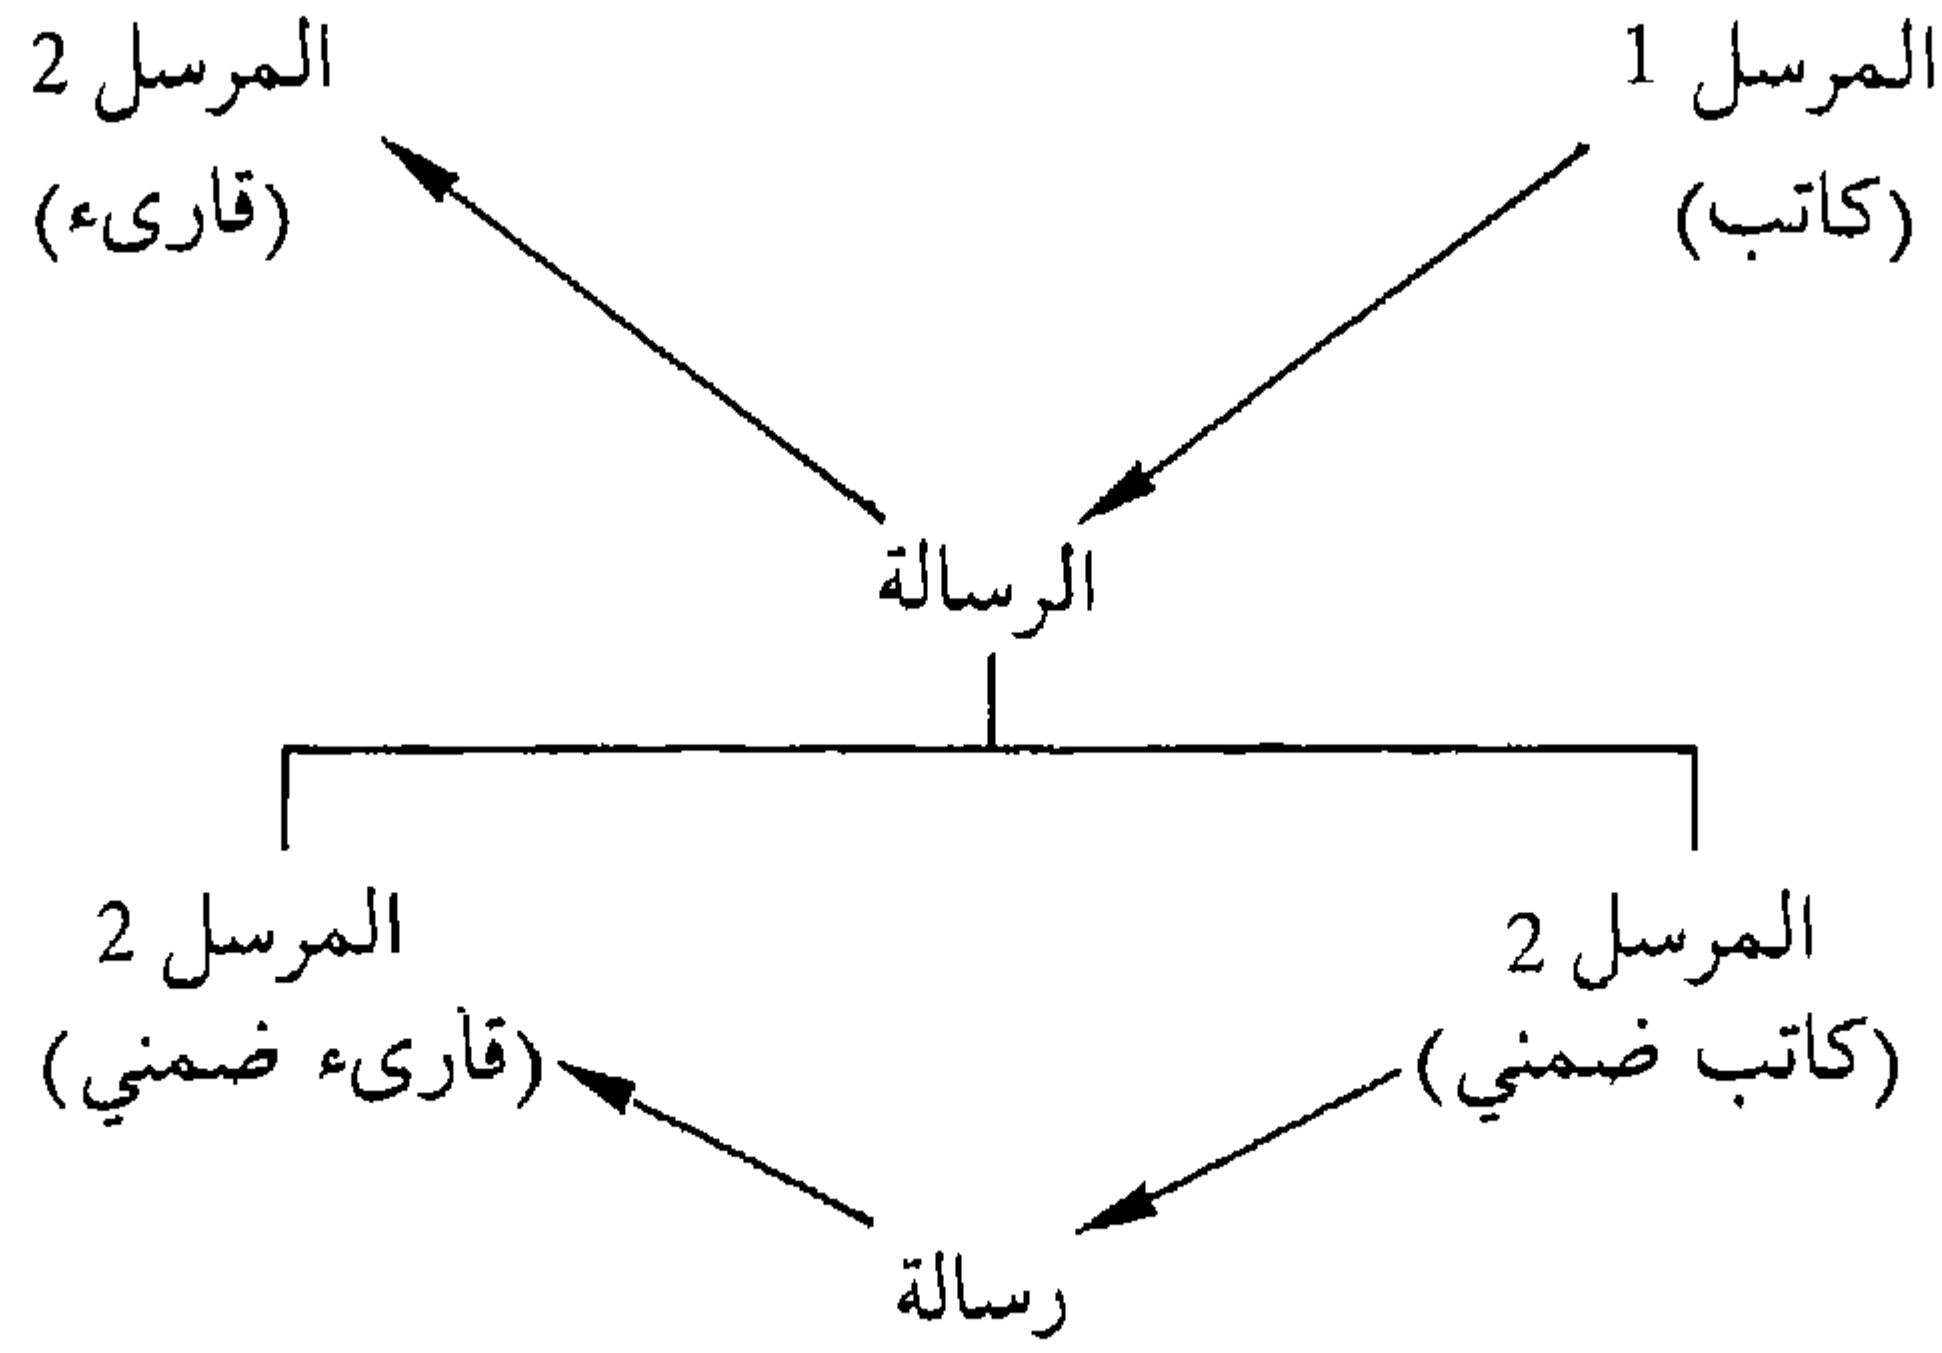 المرسل 1
(كاتب)
المرسل 2
(قارىء)
الرسالة
المرسل 2
(كاتب ضمني)
المرسل 2
(قارىء ضمني)
رسالة